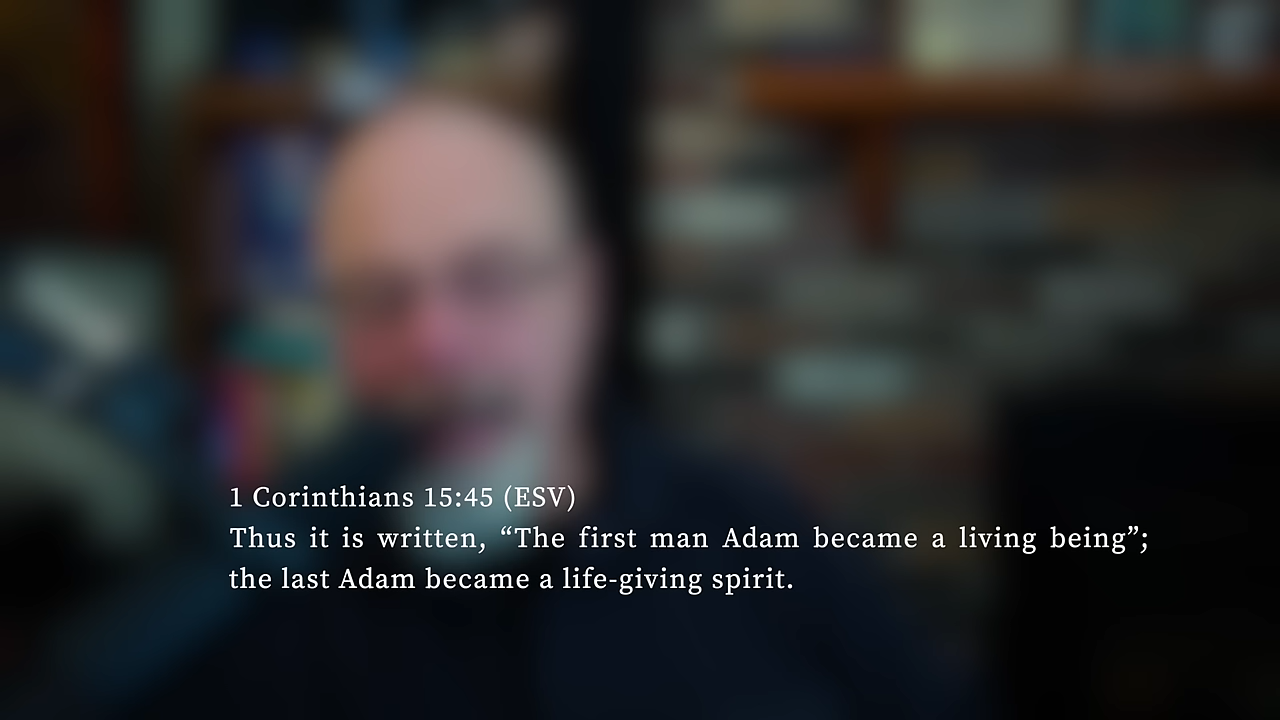 1 Corinthians 15:45 (ESV)
Thus it is written, “The first man Adam became a living being”;
the last Adam became a life-giving spirit.